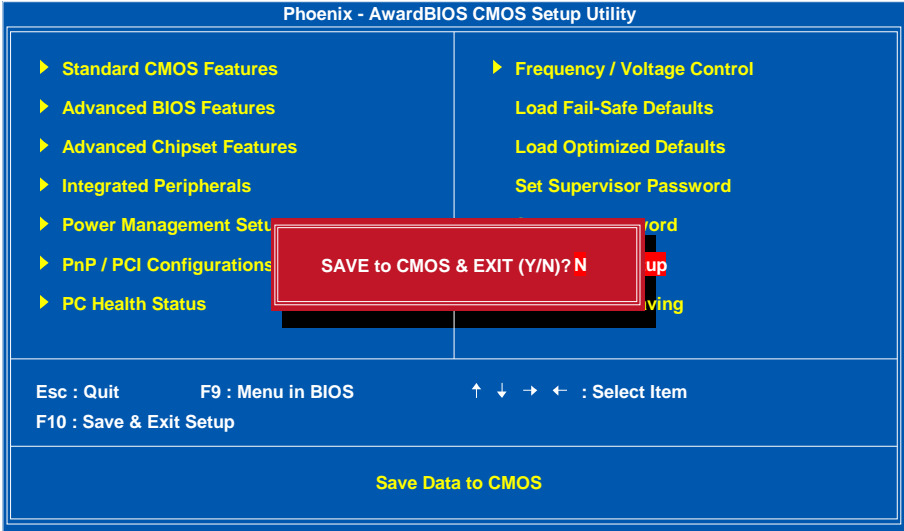 Phoenix - AwardBIOS CMOS Setup Utility
Standard CMOS Features
Advanced BIOS Features
Advanced Chipset Features
Integrated Peripherals
Power Management Setu
PnP / PCI Configurations
PC Health Status
Frequency / Voltage Control
Load Fail-Safe Defaults
Load Optimized Defaults
Set Supervisor Password
up
SAVE to CMOS & EXIT (Y/N)? N
Esc : Quit F9 : Menu in BIOS ↑ ↓ → ← : Select Item
F10 : Save & Exit Setup
Save Data to CMOS